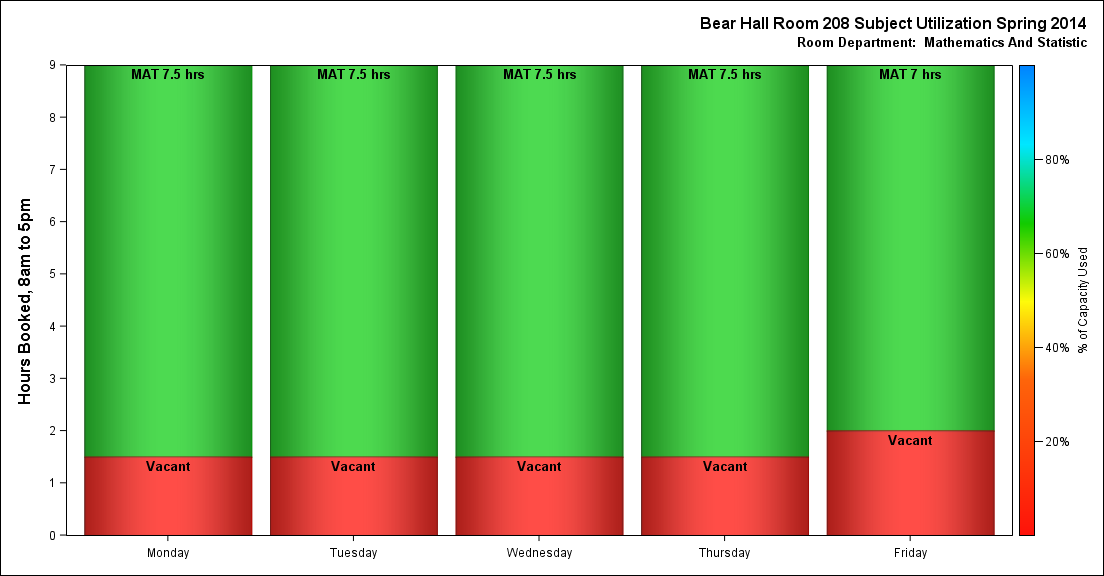 Bear Hall Room 208 Subject Utilization Spring 2014
Room Department:  Mathematics And Statistic
Hours Booked, 8am to 5pm
9
8
7
6
5
4
3
2
1
0
MAT 7.5 hrs
MAT 7.5 hrs
MAT 7.5 hrs
MAT 7.5 hrs
MAT 7 hrs
Vacant
Vacant
Vacant
Vacant
Vacant
Monday
Tuesday
Wednesday
Thursday
Friday
80%
60%
40%
20%
% of Capacity Used